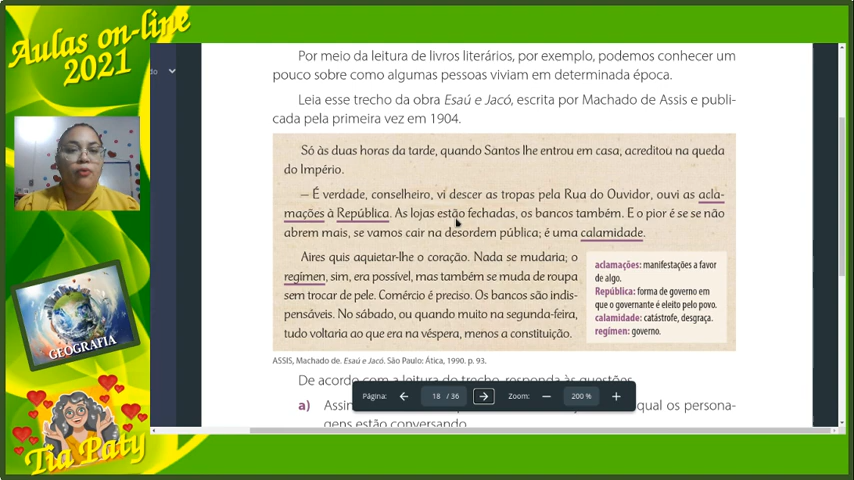 Aulas on-line
2021
do
Por meio da leitura de livros literários, por exemplo, podemos conhecer um
pouco sobre como algumas pessoas viviam em determinada época.
Leia esse trecho da obra Esaú e Jacó, escrita por Machado de Assis e publi-
cada pela primeira vez em 1904.
Só às duas horas da tarde, quando Santos lhe entrou em casa, acreditou na queda
do Império.
– É verdade, conselheiro, vi descer as tropas pela Rua do Ouvidor, ouvi as acla-
mações à República. As lojas estão fechadas, os bancos também. E o pior é se se não
abrem mais, se vamos cair na desordem pública; é uma calamidade.
Aires quis aquietar-lhe o coração. Nada se mudaria; o
regímen, sim, era possível, mas também se muda de roupa
sem trocar de pele. Comércio é preciso. Os bancos são indis-
pensáveis. No sábado, ou quando muito na segunda-feira,
tudo voltaria ao que era na véspera, menos a constituição.
aclamações: manifestações a favor
de algo.
República: forma de governo em
que o governante é eleito pelo povo.
calamidade: catástrofe, desgraça.
regímen: governo.
ASSIS, Machado de. Esaú e Jacó. São Paulo: Ática, 1990. p. 93.
De acordo com a leitura do trecho, responda às questões.
Página: 18 / 36 Zoom: 200 %
a) Assin qual os persona-
gens estão conversando.
GEOGRAFIA
Tia Paty